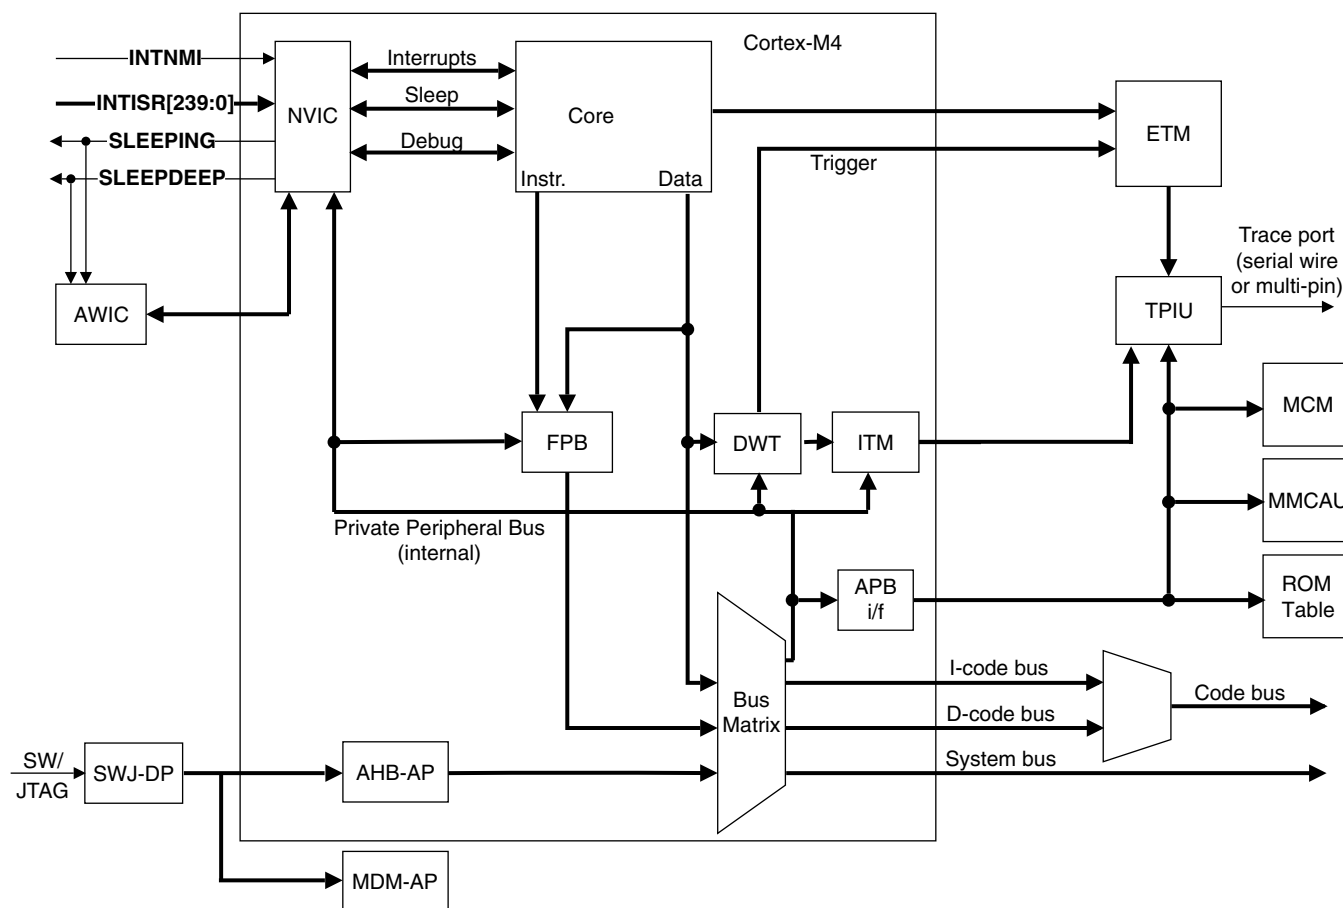 Cortex-M4
INTNMI
INTISR[239:0]
SLEEPING
SLEEPDEEP
NVIC
Interrupts
Sleep
Debug
Core
Instr.
Data
Trigger
ETM
Trace port
(serial wire
or multi-pin)
TPIU
AWIC
FPB
DWT
ITM
MCM
MMCAU
ROM
Table
Private Peripheral Bus
(internal)
APB
i/f
Bus
Matrix
I-code bus
D-code bus
System bus
Code bus
SW/
JTAG
SWJ-DP
AHB-AP
MDM-AP